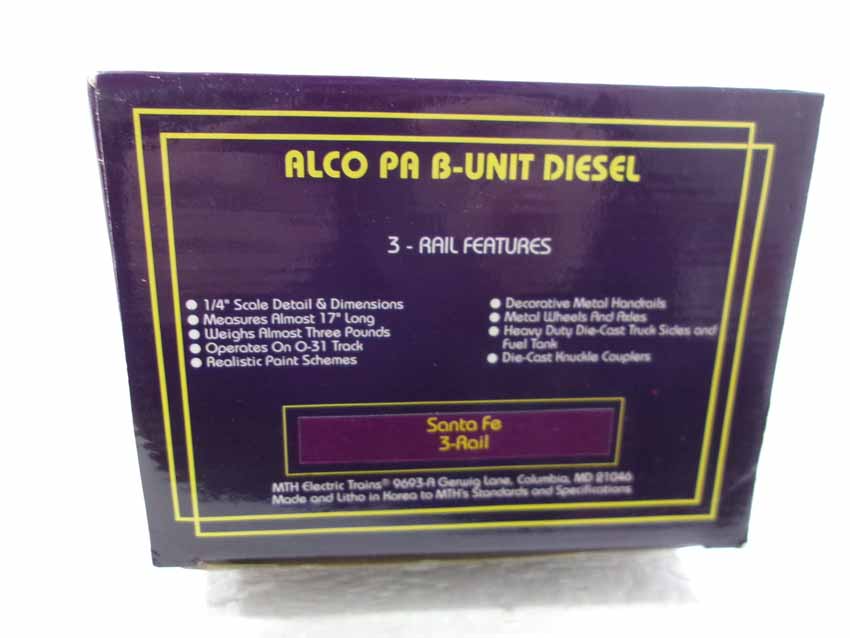 ALCO PA B-UNIT DIESEL
3 - RAIL FEATURES
● 1/4" Scale Detail & Dimensions
● Measures Almost 17" Long
● Weighs Almost Three Pounds
● Operates On O-31 Track
● Realistic Paint Schemes
● Decorative Metal Handrails
● Metal Wheels And Axles
● Heavy Duty Die-Cast Truck Sides and
Fuel Tank
● Die-Cast Knuckle Couplers
Santa Fe
3-Rail
MTH Electric Trains® 9693-A Gerwig Lane, Columbia, MD 21046
Made and Litho in Korea to MTH's Standards and Specifications